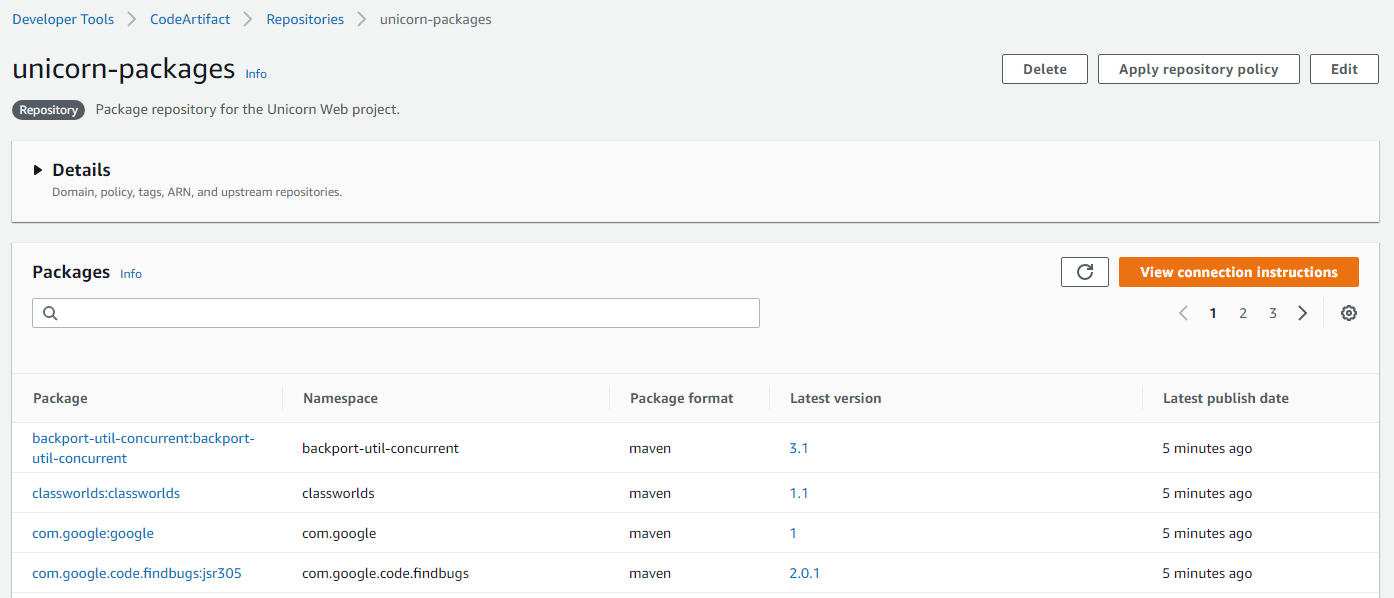 Developer Tools > CodeArtifact > Repositories > unicorn-packages
unicorn-packages Info
Delete
Apply repository policy
Edit
Repository Package repository for the Unicorn Web project.
Details
Domain, policy, tags, ARN, and upstream repositories.
Packages Info
View connection instructions
1 2 3
Package Namespace Package format Latest version Latest publish date
backport-util-concurrent:backport-
util-concurrent
backport-util-concurrent maven 3.1 5 minutes ago
classworlds:classworlds classworlds maven 1.1 5 minutes ago
com.google:google com.google maven 1 5 minutes ago
com.google.code.findbugs:jsr305 com.google.code.findbugs maven 2.0.1 5 minutes ago